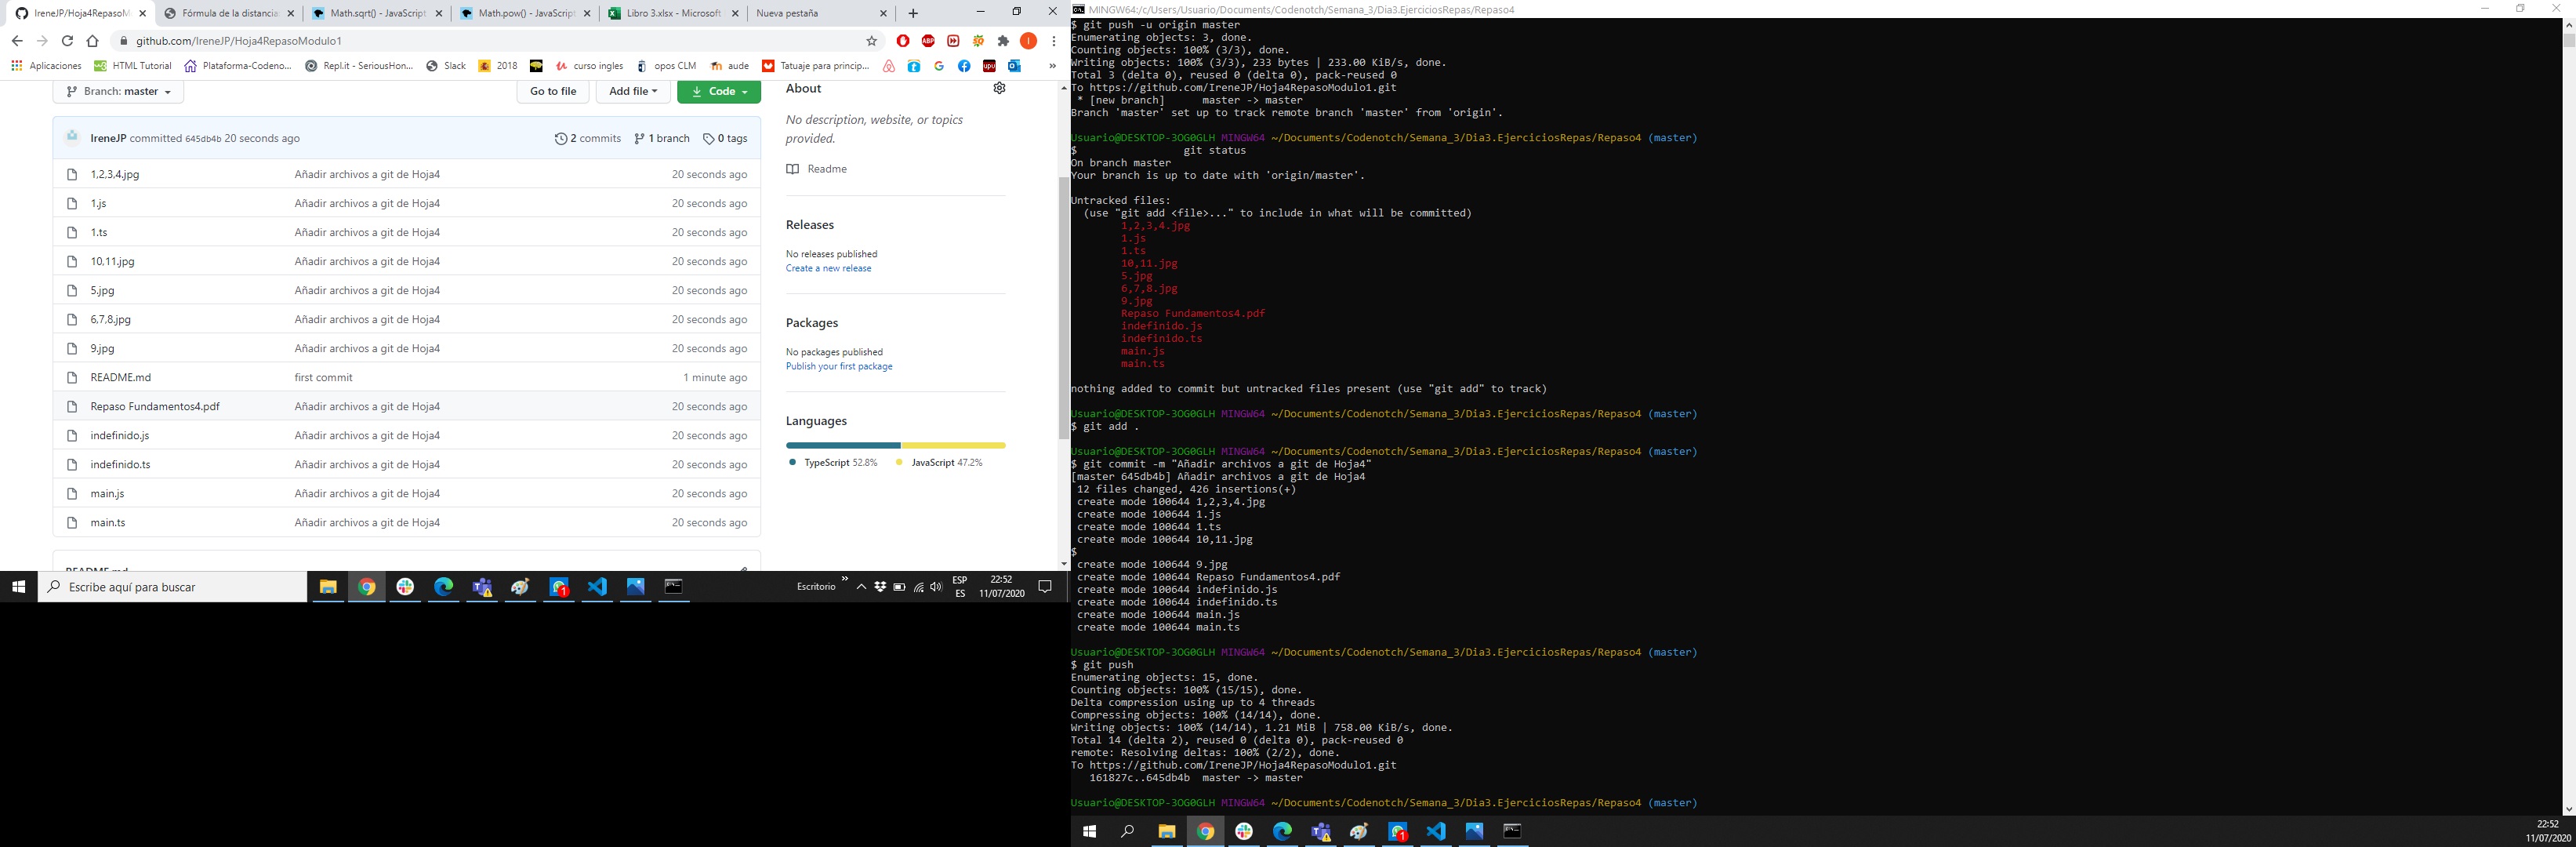 IreneJP/Hoja4RepasoM
Fórmula de la distancia
Math.sqrt() - JavaScript
Math.pow() - JavaScript
Libro 3.xlsx - Microsoft
Nueva pestaña
github.com/IreneJP/Hoja4RepasoModulo1
Aplicaciones
HTML Tutorial
Plataforma-Codeno...
Repl.it - SeriousHon...
Slack
2018
curso ingles
opos CLM
aude
Tatuaje para princip...
Branch: master
Go to file
Add file
Code
IreneJP committed 645db4b 20 seconds ago
2 commits
1 branch
0 tags
1,2,3,4.jpg Añadir archivos a git de Hoja4 20 seconds ago
1.js Añadir archivos a git de Hoja4 20 seconds ago
1.ts Añadir archivos a git de Hoja4 20 seconds ago
10,11.jpg Añadir archivos a git de Hoja4 20 seconds ago
5.jpg Añadir archivos a git de Hoja4 20 seconds ago
6,7,8.jpg Añadir archivos a git de Hoja4 20 seconds ago
9.jpg Añadir archivos a git de Hoja4 20 seconds ago
README.md first commit 1 minute ago
Repaso Fundamentos4.pdf Añadir archivos a git de Hoja4 20 seconds ago
indefinido.js Añadir archivos a git de Hoja4 20 seconds ago
indefinido.ts Añadir archivos a git de Hoja4 20 seconds ago
main.js Añadir archivos a git de Hoja4 20 seconds ago
main.ts Añadir archivos a git de Hoja4 20 seconds ago
README.md
About
No description, website, or topics
provided.
Readme
Releases
No releases published
Create a new release
Packages
No packages published
Publish your first package
Languages
TypeScript 52.8%
JavaScript 47.2%
Escribe aquí para buscar
Escritorio
ESP
ES
22:52
11/07/2020
MINGW64:/c/Users/Usuario/Documents/Codenotch/Semana_3/Dia3.EjerciciosRepas/Repaso4
$ git push -u origin master
Enumerating objects: 3, done.
Counting objects: 100% (3/3), done.
Writing objects: 100% (3/3), 233 bytes | 233.00 KiB/s, done.
Total 3 (delta 0), reused 0 (delta 0), pack-reused 0
To https://github.com/IreneJP/Hoja4RepasoModulo1.git
* [new branch] master -> master
Branch 'master' set up to track remote branch 'master' from 'origin'.
Usuario@DESKTOP-3OG0GLH MINGW64 ~/Documents/Codenotch/Semana_3/Dia3.EjerciciosRepas/Repaso4 (master)
$ git status
On branch master
Your branch is up to date with 'origin/master'.
Untracked files:
(use "git add <file>..." to include in what will be committed)
1,2,3,4.jpg
1.js
1.ts
10,11.jpg
5.jpg
6,7,8.jpg
9.jpg
Repaso Fundamentos4.pdf
indefinido.js
indefinido.ts
main.js
main.ts
nothing added to commit but untracked files present (use "git add" to track)
Usuario@DESKTOP-3OG0GLH MINGW64 ~/Documents/Codenotch/Semana_3/Dia3.EjerciciosRepas/Repaso4 (master)
$ git add .
Usuario@DESKTOP-3OG0GLH MINGW64 ~/Documents/Codenotch/Semana_3/Dia3.EjerciciosRepas/Repaso4 (master)
$ git commit -m "Añadir archivos a git de Hoja4"
[master 645db4b] Añadir archivos a git de Hoja4
12 files changed, 426 insertions(+)
create mode 100644 1,2,3,4.jpg
create mode 100644 1.js
create mode 100644 1.ts
create mode 100644 10,11.jpg
$
create mode 100644 9.jpg
create mode 100644 Repaso Fundamentos4.pdf
create mode 100644 indefinido.js
create mode 100644 indefinido.ts
create mode 100644 main.js
create mode 100644 main.ts
Usuario@DESKTOP-3OG0GLH MINGW64 ~/Documents/Codenotch/Semana_3/Dia3.EjerciciosRepas/Repaso4 (master)
$ git push
Enumerating objects: 15, done.
Counting objects: 100% (15/15), done.
Delta compression using up to 4 threads
Compressing objects: 100% (14/14), done.
Writing objects: 100% (14/14), 1.21 MiB | 758.00 KiB/s, done.
Total 14 (delta 2), reused 0 (delta 0), pack-reused 0
remote: Resolving deltas: 100% (2/2), done.
To https://github.com/IreneJP/Hoja4RepasoModulo1.git
161827c..645db4b master -> master
Usuario@DESKTOP-3OG0GLH MINGW64 ~/Documents/Codenotch/Semana_3/Dia3.EjerciciosRepas/Repaso4 (master)
22:52
11/07/2020